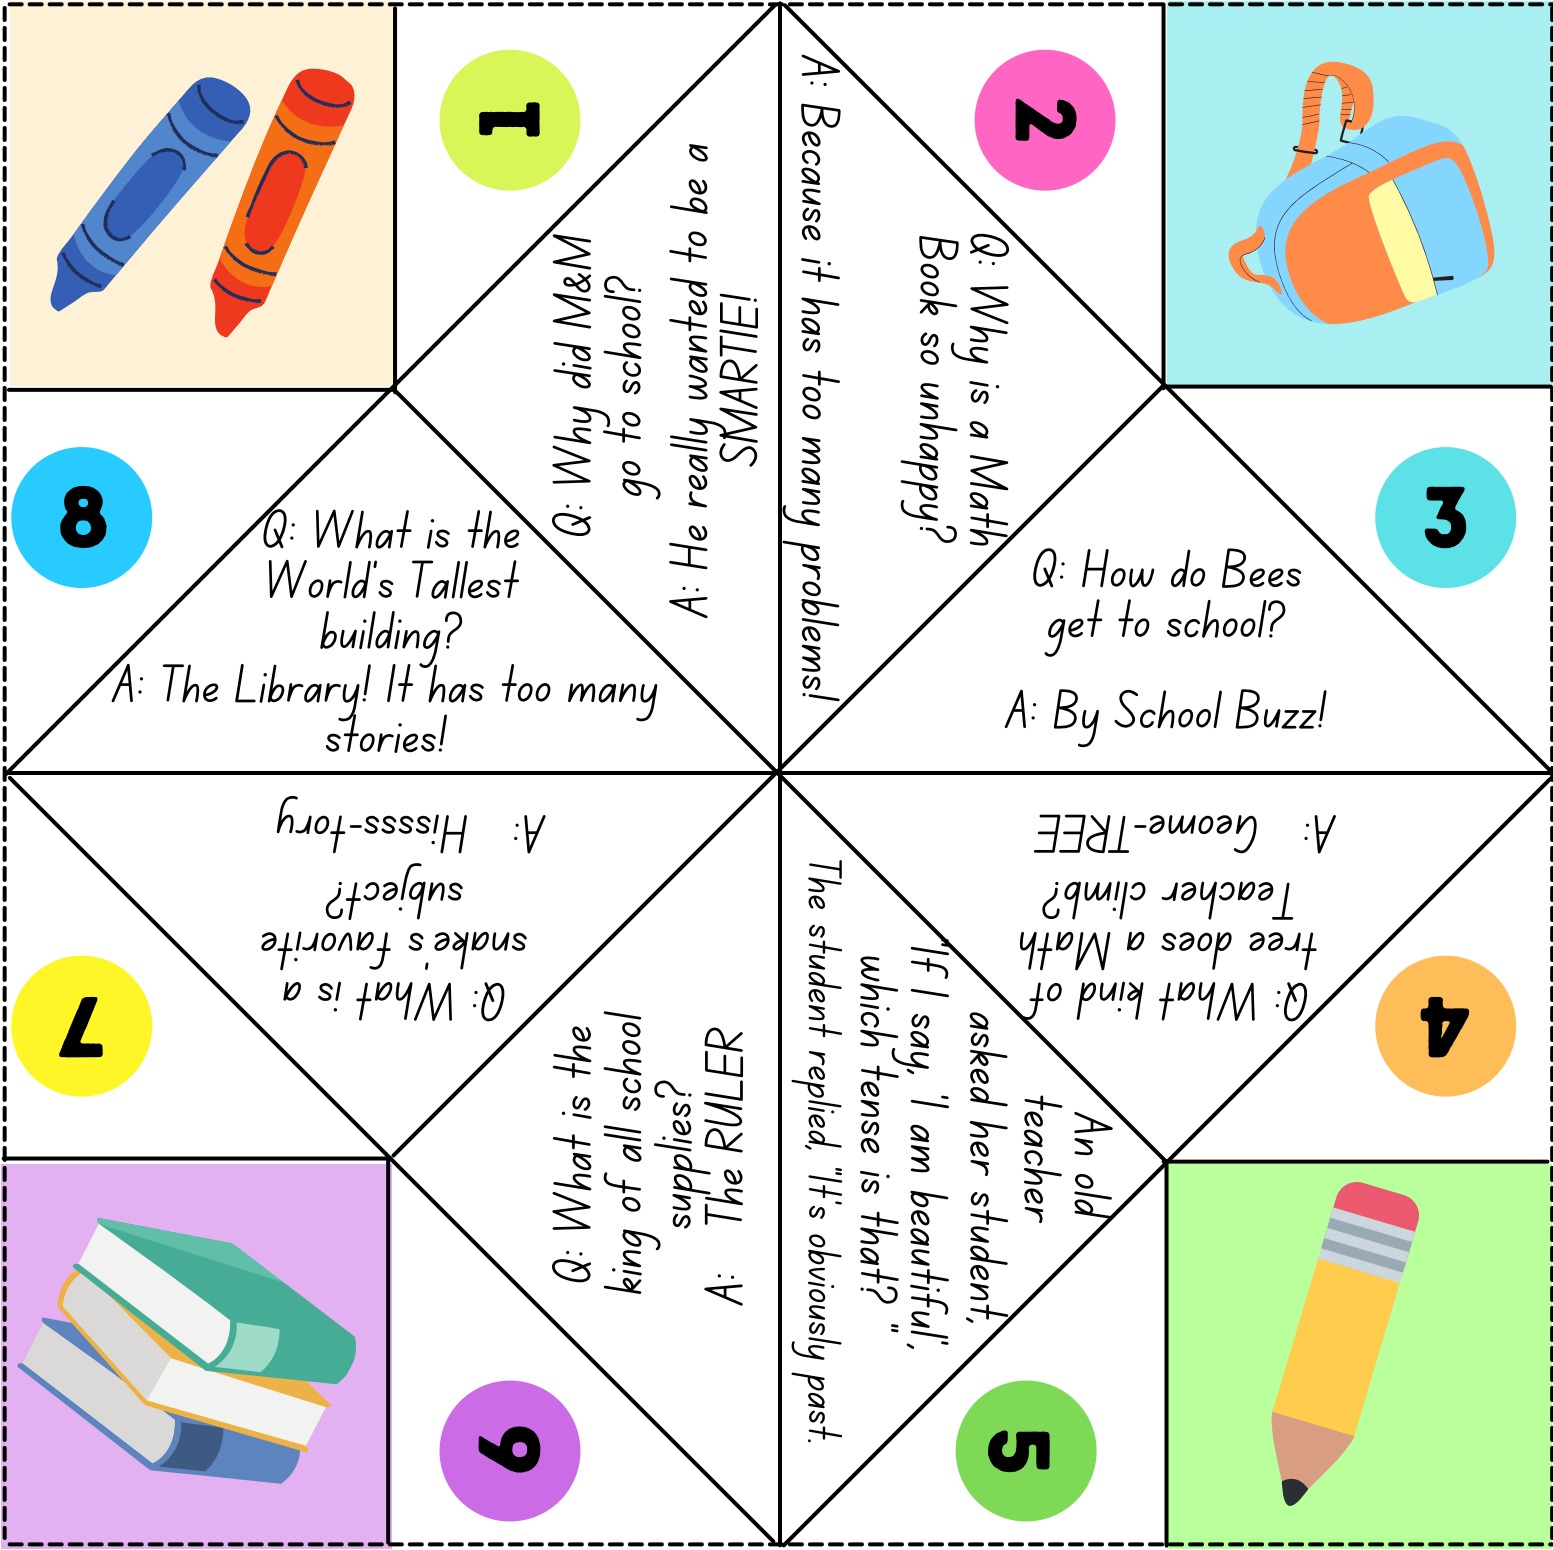 1
Q: Why did M&M
go to school?
A: He really wanted to be a
SMARTIE!
2
Q: Why is a Math
Book so unhappy?
A: Because it has too many problems!
3
Q: How do Bees
get to school?
A: By School Buzz!
4
Q: What kind of
tree does a Math
Teacher climb?
A: Geome-TREE
5
An old
teacher
asked her student,
"If I say, 'I am beautiful",
which tense is that?"
The student replied, "It's obviously past.
6
Q: What is the
king of all school
supplies?
A: The RULER
7
Q: What is a
snake's favorite
subject?
A: Hissss-tory
8
Q: What is the
World's Tallest
building?
A: The Library! It has too many
stories!